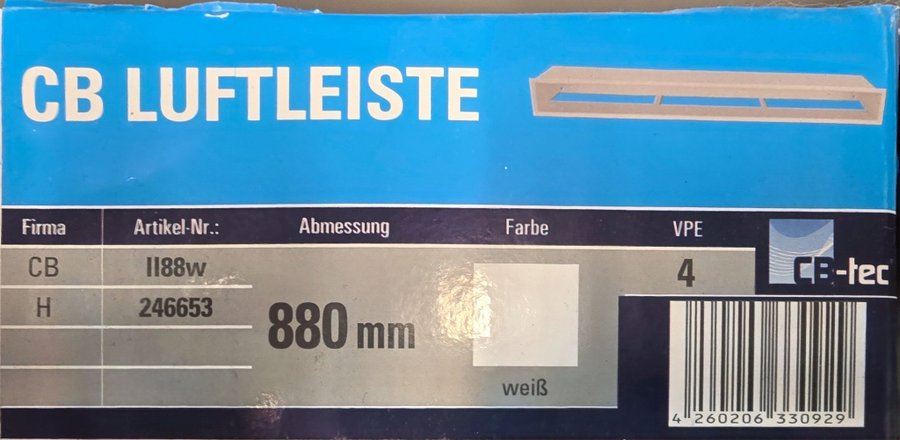 CB LUFTLEISTE
Firma Artikel-Nr.: Abmessung Farbe VPE
CB ll88w 4
CB-tec
H 246653
880 mm
weiß
4 260206 330929